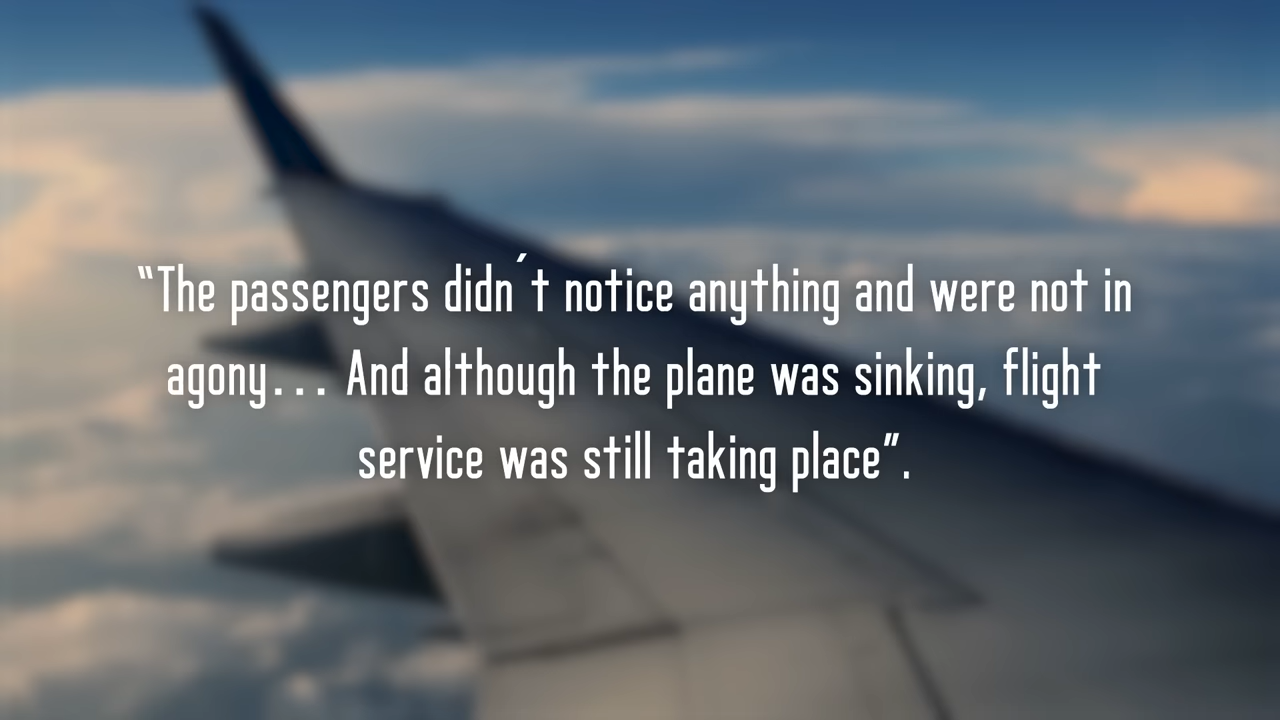 “The passengers didn´t notice anything and were not in
agony... And although the plane was sinking, flight
service was still taking place”.